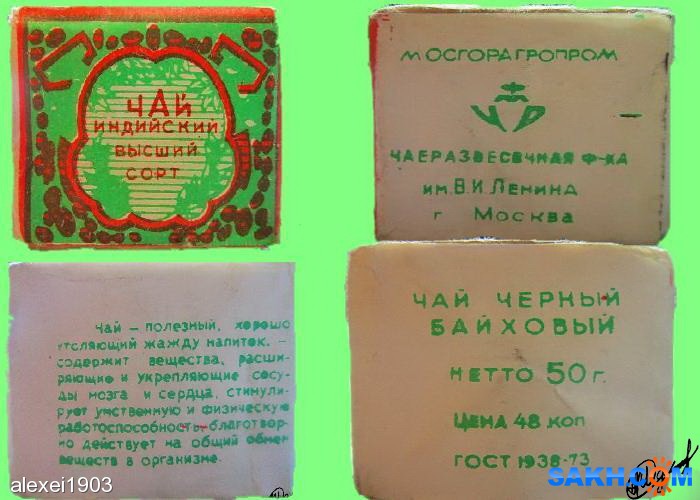 ЧАЙ
ИНДИЙСКИЙ
ВЫСШИЙ
СОРТ
МОСГОРАГРОПРОМ
ЧР
ЧАЕРАЗВЕСОЧНАЯ Ф-КА
ИМ. В.И. ЛЕНИНА
г. МОСКВА
Чай – полезный, хорошо
утоляющий жажду напиток, –
содержит вещества, расши-
ряющие и укрепляющие сосу-
ды мозга и сердца, стимули-
рует умственную и физическую
работоспособность, благотвор-
но действует на общий обмен
веществ в организме.
ЧАЙ ЧЕРНЫЙ
БАЙХОВЫЙ
НЕТТО 50 г.
ЦЕНА 48 КОП
ГОСТ 1938-73
alexei1903
SAKHCOM